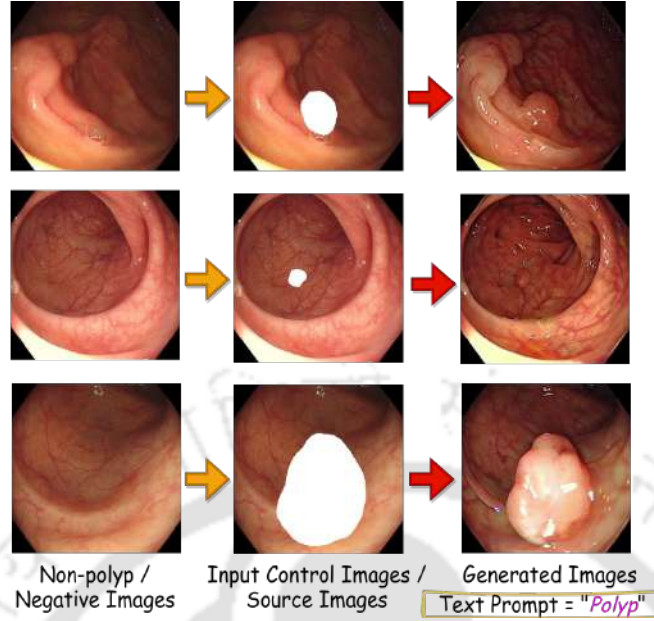 Non-polyp /
Negative Images
Input Control Images /
Source Images
Generated Images
Text Prompt = "Polyp"